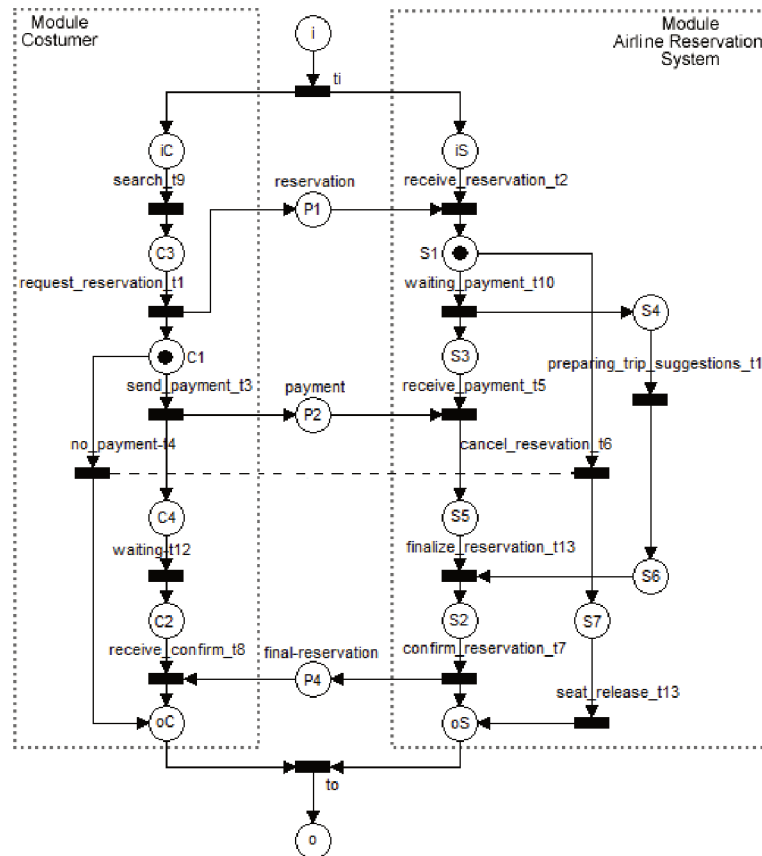 Module
Costumer
i
Module
Airline Reservation
System
ti
iC
iS
search_t9
reservation
receive_reservation_t2
P1
C3
S1
request_reservation_t1
waiting_payment_t10
S4
C1
S3
preparing_trip_suggestions_t1
send_payment_t3
payment
receive_payment_t5
P2
no_payment-t4
cancel_resevation_t6
C4
S5
waiting-t12
finalize_reservation_t13
S6
C2
S2
S7
receive_confirm_t8
final-reservation
confirm_reservation_t7
P4
seat_release_t13
oC
oS
to
o